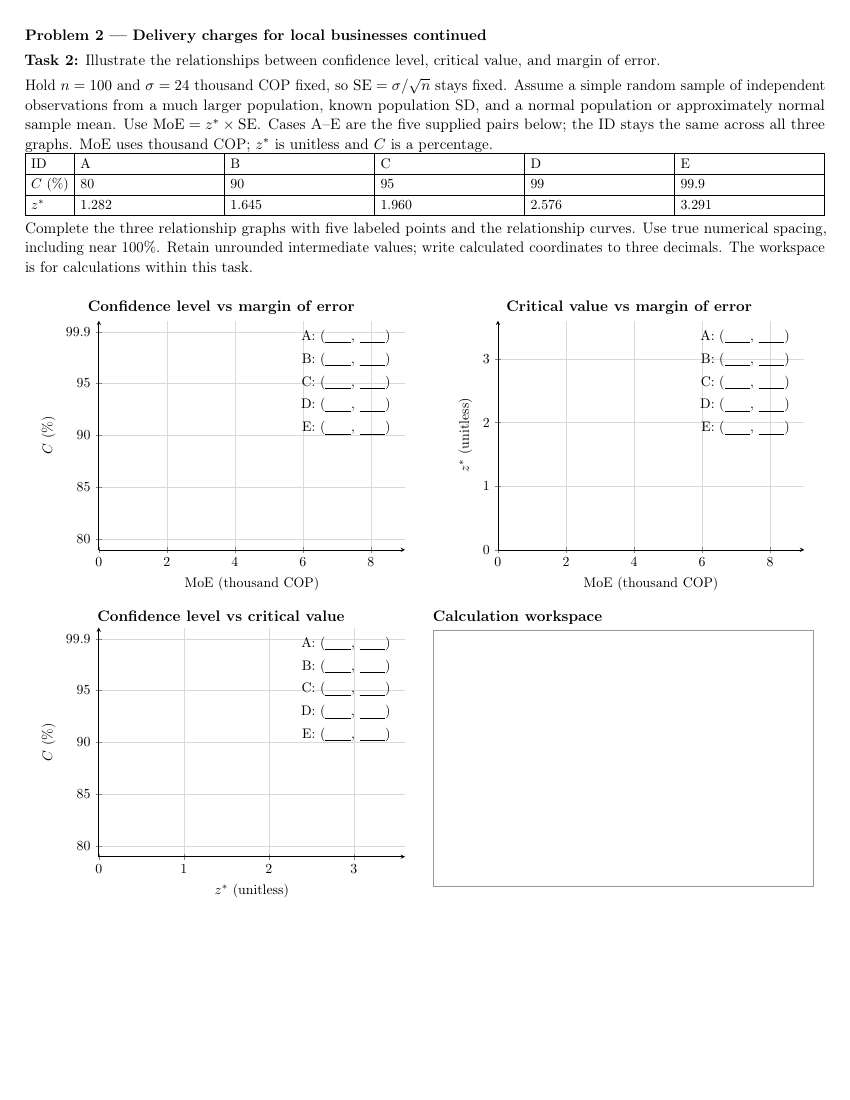 Problem 2 — Delivery charges for local businesses continued
Task 2: Illustrate the relationships between confidence level, critical value, and margin of error.
Hold n = 100 and σ = 24 thousand COP fixed, so SE = σ/√n stays fixed. Assume a simple random sample of independent
observations from a much larger population, known population SD, and a normal population or approximately normal
sample mean. Use MoE = z* × SE. Cases A–E are the five supplied pairs below; the ID stays the same across all three
graphs. MoE uses thousand COP; z* is unitless and C is a percentage.
ID A B C D E
C (%) 80 90 95 99 99.9
z* 1.282 1.645 1.960 2.576 3.291
Complete the three relationship graphs with five labeled points and the relationship curves. Use true numerical spacing,
including near 100%. Retain unrounded intermediate values; write calculated coordinates to three decimals. The workspace
is for calculations within this task.
Confidence level vs margin of error
99.9
95
90
85
80
C (%)
A: (___, ___)
B: (___, ___)
C: (___, ___)
D: (___, ___)
E: (___, ___)
0 2 4 6 8
MoE (thousand COP)
Critical value vs margin of error
3
2
1
0
z* (unitless)
A: (___, ___)
B: (___, ___)
C: (___, ___)
D: (___, ___)
E: (___, ___)
0 2 4 6 8
MoE (thousand COP)
Confidence level vs critical value
99.9
95
90
85
80
C (%)
A: (___, ___)
B: (___, ___)
C: (___, ___)
D: (___, ___)
E: (___, ___)
0 1 2 3
z* (unitless)
Calculation workspace